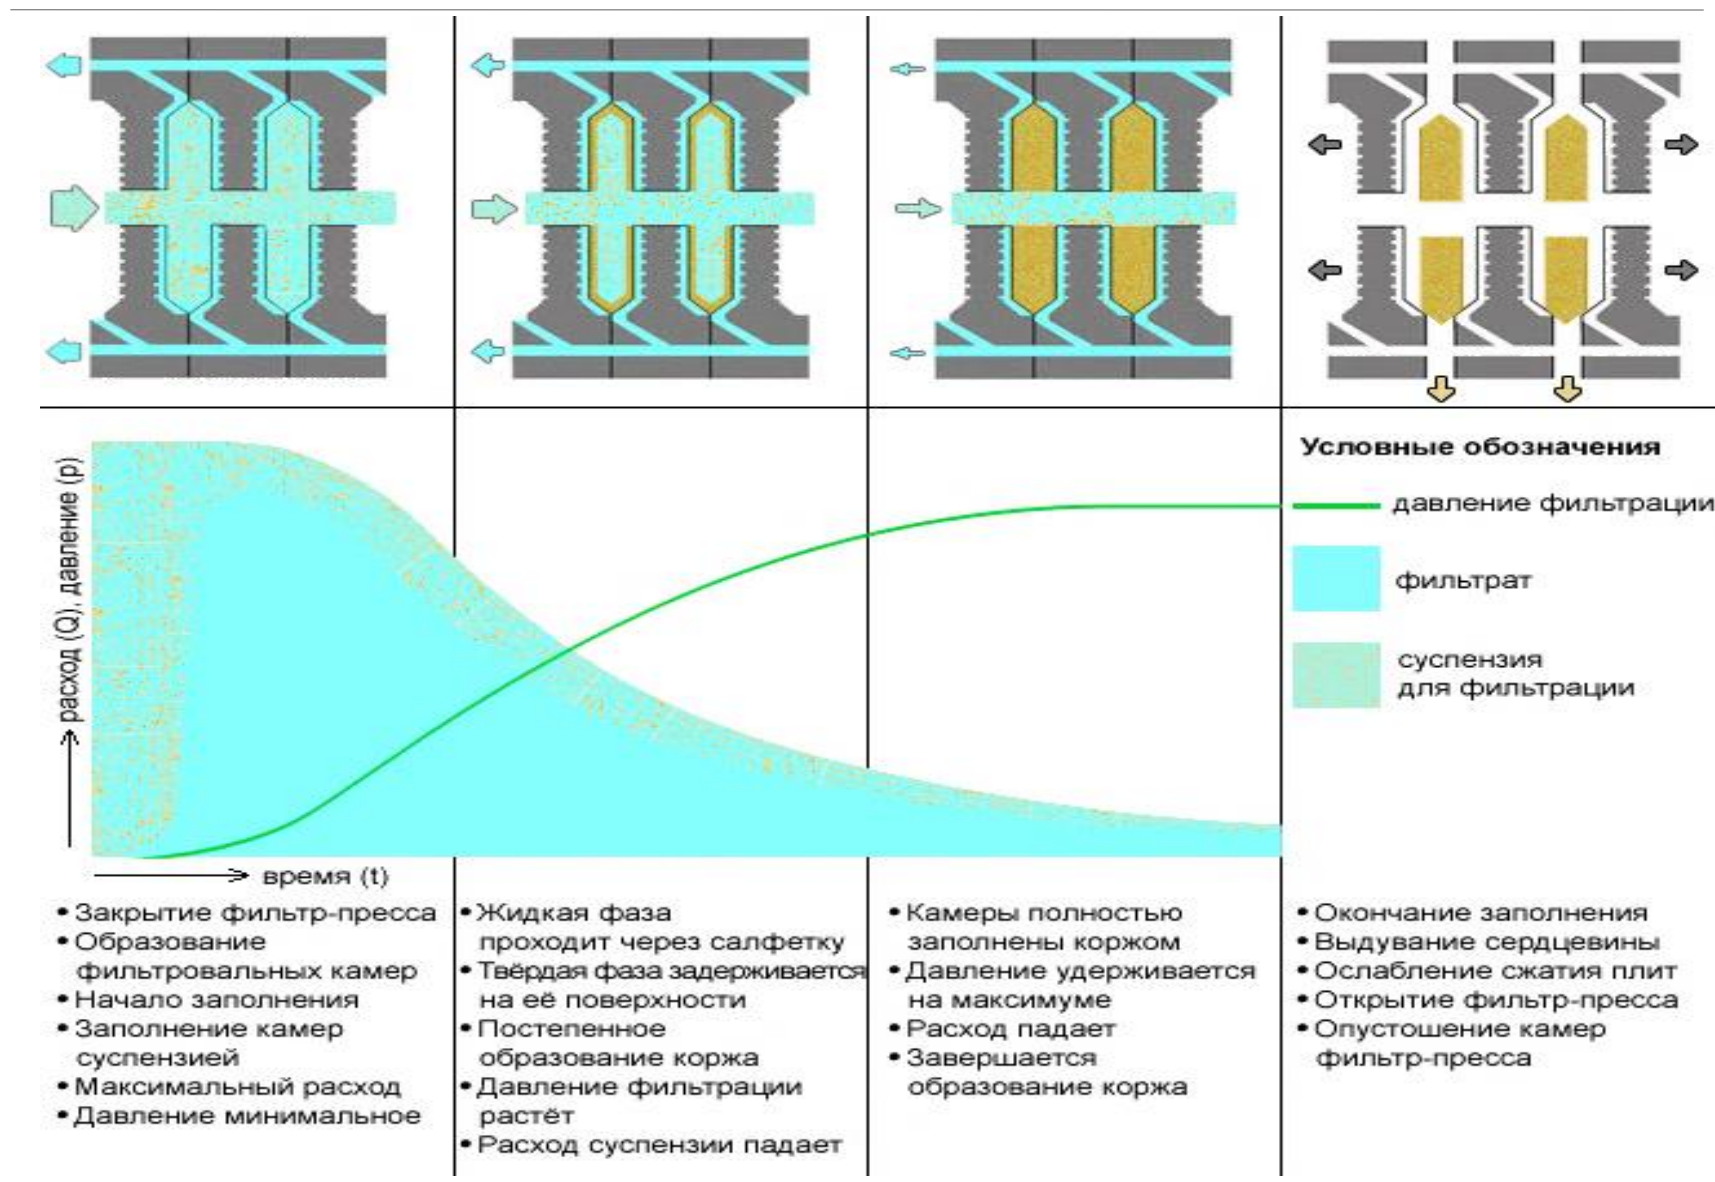 Условные обозначения
давление фильтрации
фильтрат
суспензия
для фильтрации
расход (Q), давление (p)
время (t)
• Закрытие фильтр-пресса
• Образование
фильтровальных камер
• Начало заполнения
• Заполнение камер
суспензией
• Максимальный расход
• Давление минимальное
• Жидкая фаза
проходит через салфетку
• Твёрдая фаза задерживается
на её поверхности
• Постепенное
образование коржа
• Давление фильтрации
растёт
• Расход суспензии падает
• Камеры полностью
заполнены коржом
• Давление удерживается
на максимуме
• Расход падает
• Завершается
образование коржа
• Окончание заполнения
• Выдувание сердцевины
• Ослабление сжатия плит
• Открытие фильтр-пресса
• Опустошение камер
фильтр-пресса